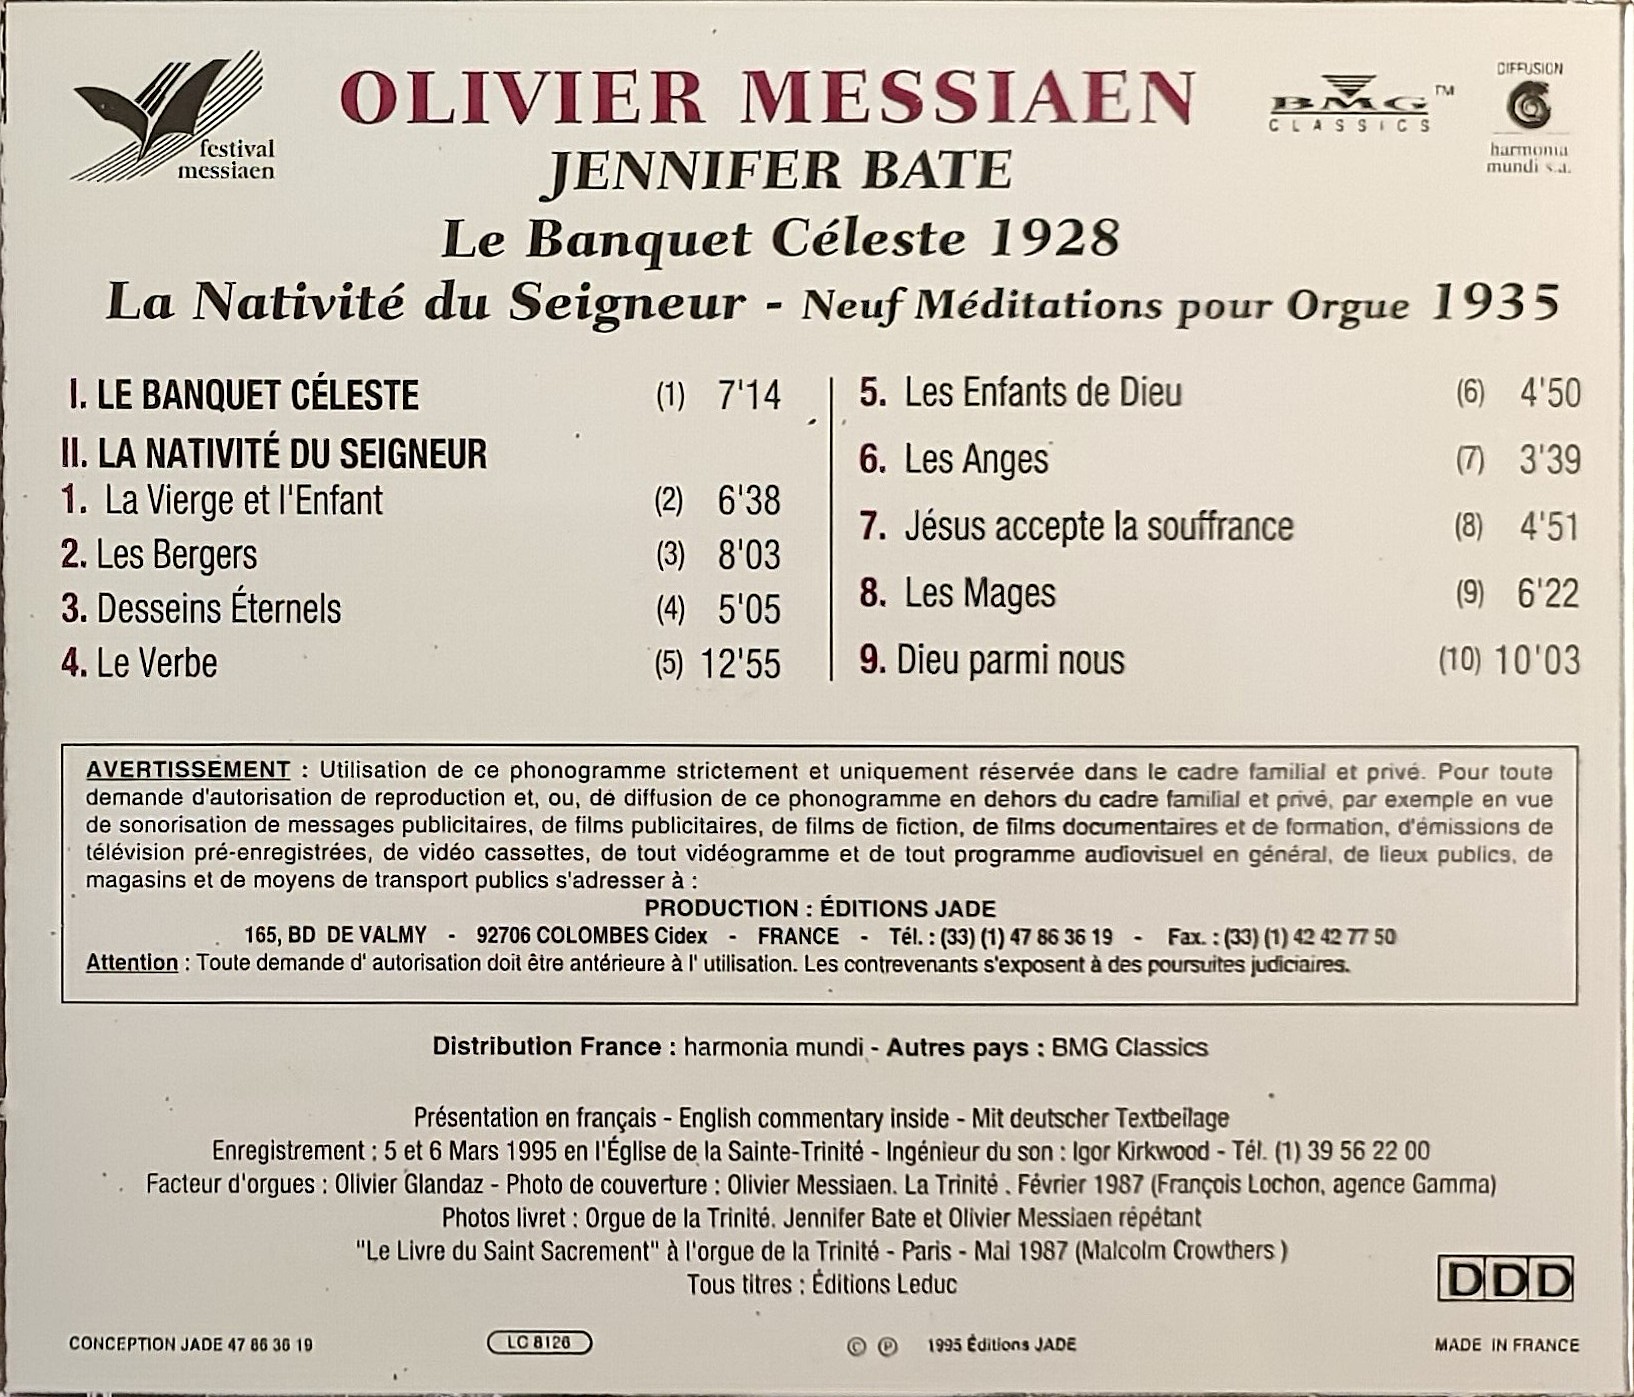 festival
messiaen
OLIVIER MESSIAEN
BMG™
CLASSICS
DIFFUSION
harmonia
mundi s.a.
JENNIFER BATE
Le Banquet Céleste 1928
La Nativité du Seigneur - Neuf Méditations pour Orgue 1935
I. LE BANQUET CÉLESTE (1) 7'14
II. LA NATIVITÉ DU SEIGNEUR
1. La Vierge et l'Enfant (2) 6'38
2. Les Bergers (3) 8'03
3. Desseins Éternels (4) 5'05
4. Le Verbe (5) 12'55
5. Les Enfants de Dieu (6) 4'50
6. Les Anges (7) 3'39
7. Jésus accepte la souffrance (8) 4'51
8. Les Mages (9) 6'22
9. Dieu parmi nous (10) 10'03
AVERTISSEMENT : Utilisation de ce phonogramme strictement et uniquement réservée dans le cadre familial et privé. Pour toute
demande d'autorisation de reproduction et, ou, de diffusion de ce phonogramme en dehors du cadre familial et privé, par exemple en vue
de sonorisation de messages publicitaires, de films publicitaires, de films de fiction, de films documentaires et de formation, d'émissions de
télévision pré-enregistrées, de vidéo cassettes, de tout vidéogramme et de tout programme audiovisuel en général, de lieux publics, de
magasins et de moyens de transport publics s'adresser à :
PRODUCTION : ÉDITIONS JADE
165, BD DE VALMY - 92706 COLOMBES Cidex - FRANCE - Tél. : (33) (1) 47 86 36 19 - Fax. : (33) (1) 42 42 77 50
Attention : Toute demande d' autorisation doit être antérieure à l' utilisation. Les contrevenants s'exposent à des poursuites judiciaires.
Distribution France : harmonia mundi - Autres pays : BMG Classics
Présentation en français - English commentary inside - Mit deutscher Textbeilage
Enregistrement : 5 et 6 Mars 1995 en l'Église de la Sainte-Trinité - Ingénieur du son : Igor Kirkwood - Tél. (1) 39 56 22 00
Facteur d'orgues : Olivier Glandaz - Photo de couverture : Olivier Messiaen. La Trinité . Février 1987 (François Lochon, agence Gamma)
Photos livret : Orgue de la Trinité. Jennifer Bate et Olivier Messiaen répétant
"Le Livre du Saint Sacrement" à l'orgue de la Trinité - Paris - Mai 1987 (Malcolm Crowthers )
Tous titres : Éditions Leduc
DDD
CONCEPTION JADE 47 86 36 19
LC 8126
© ℗ 1995 Éditions JADE
MADE IN FRANCE